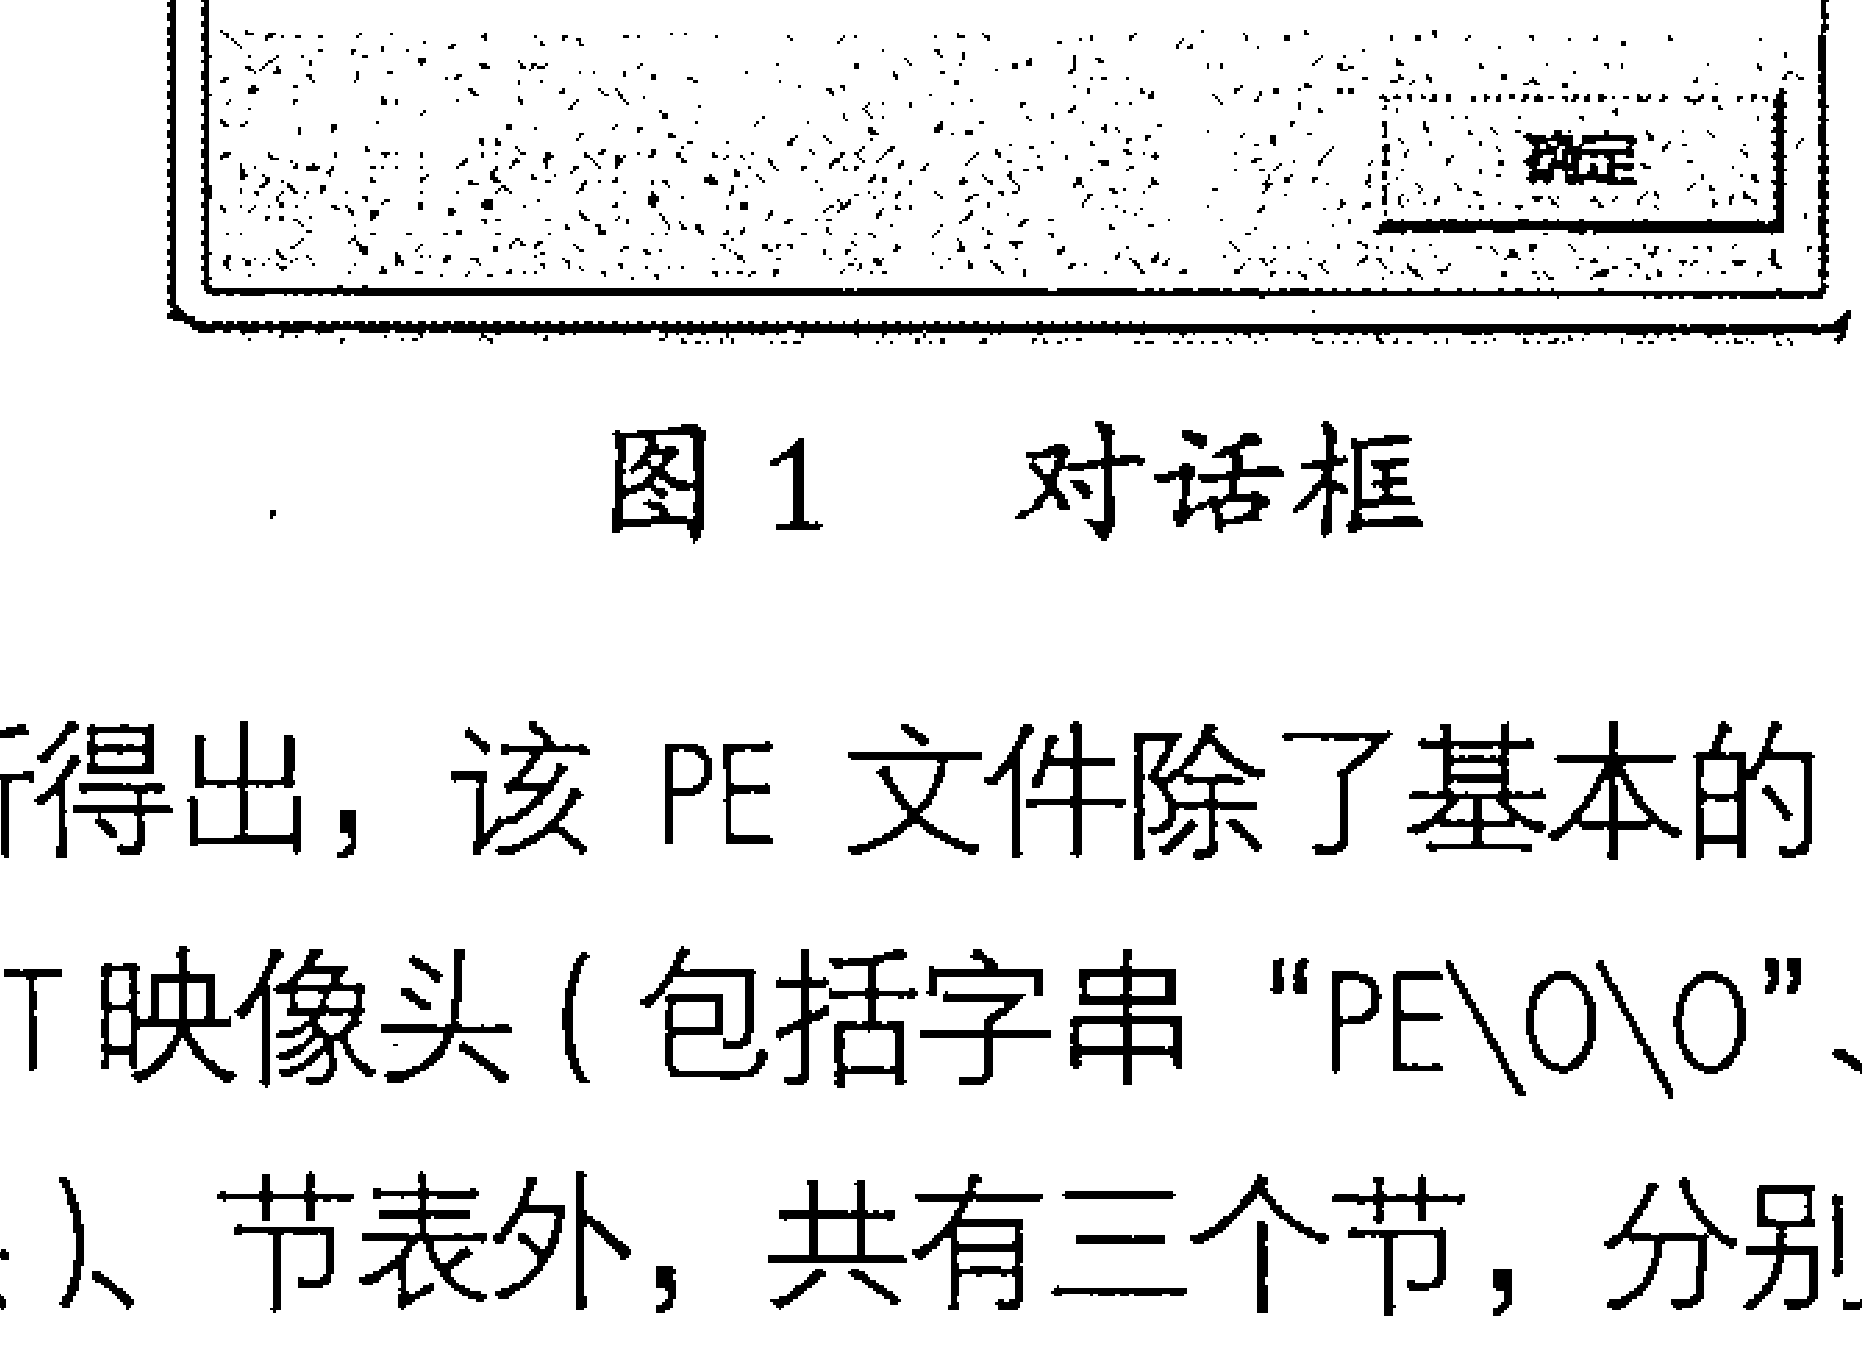 确定
图1 对话框
得出，该 PE 文件除了基本的
T映像头(包括字串“PE\0\0”、
)、节表外，共有三个节，分别